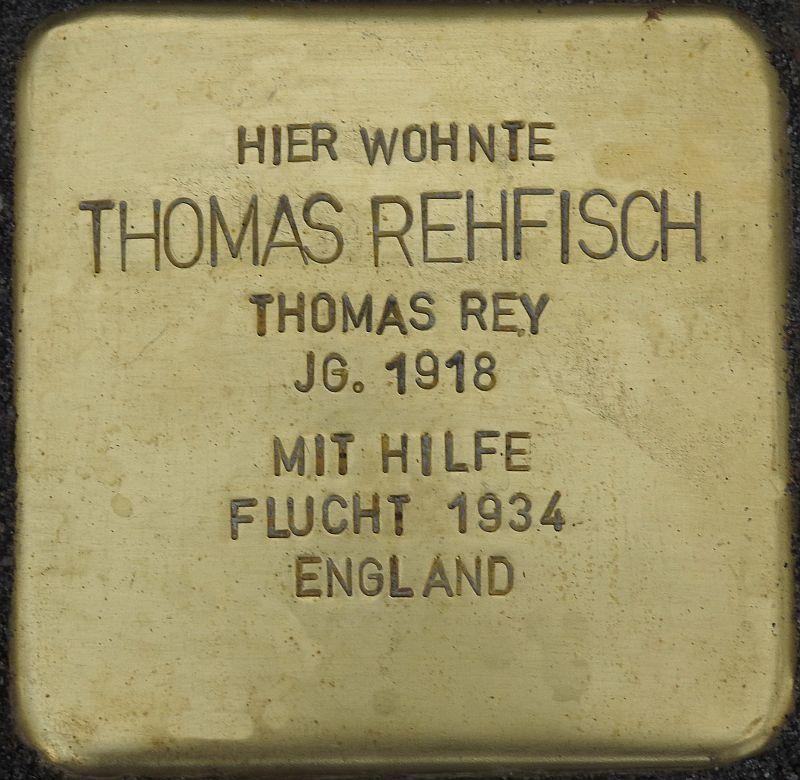 HIER WOHNTE
THOMAS REHFISCH
THOMAS REY
JG. 1918
MIT HILFE
FLUCHT 1934
ENGLAND